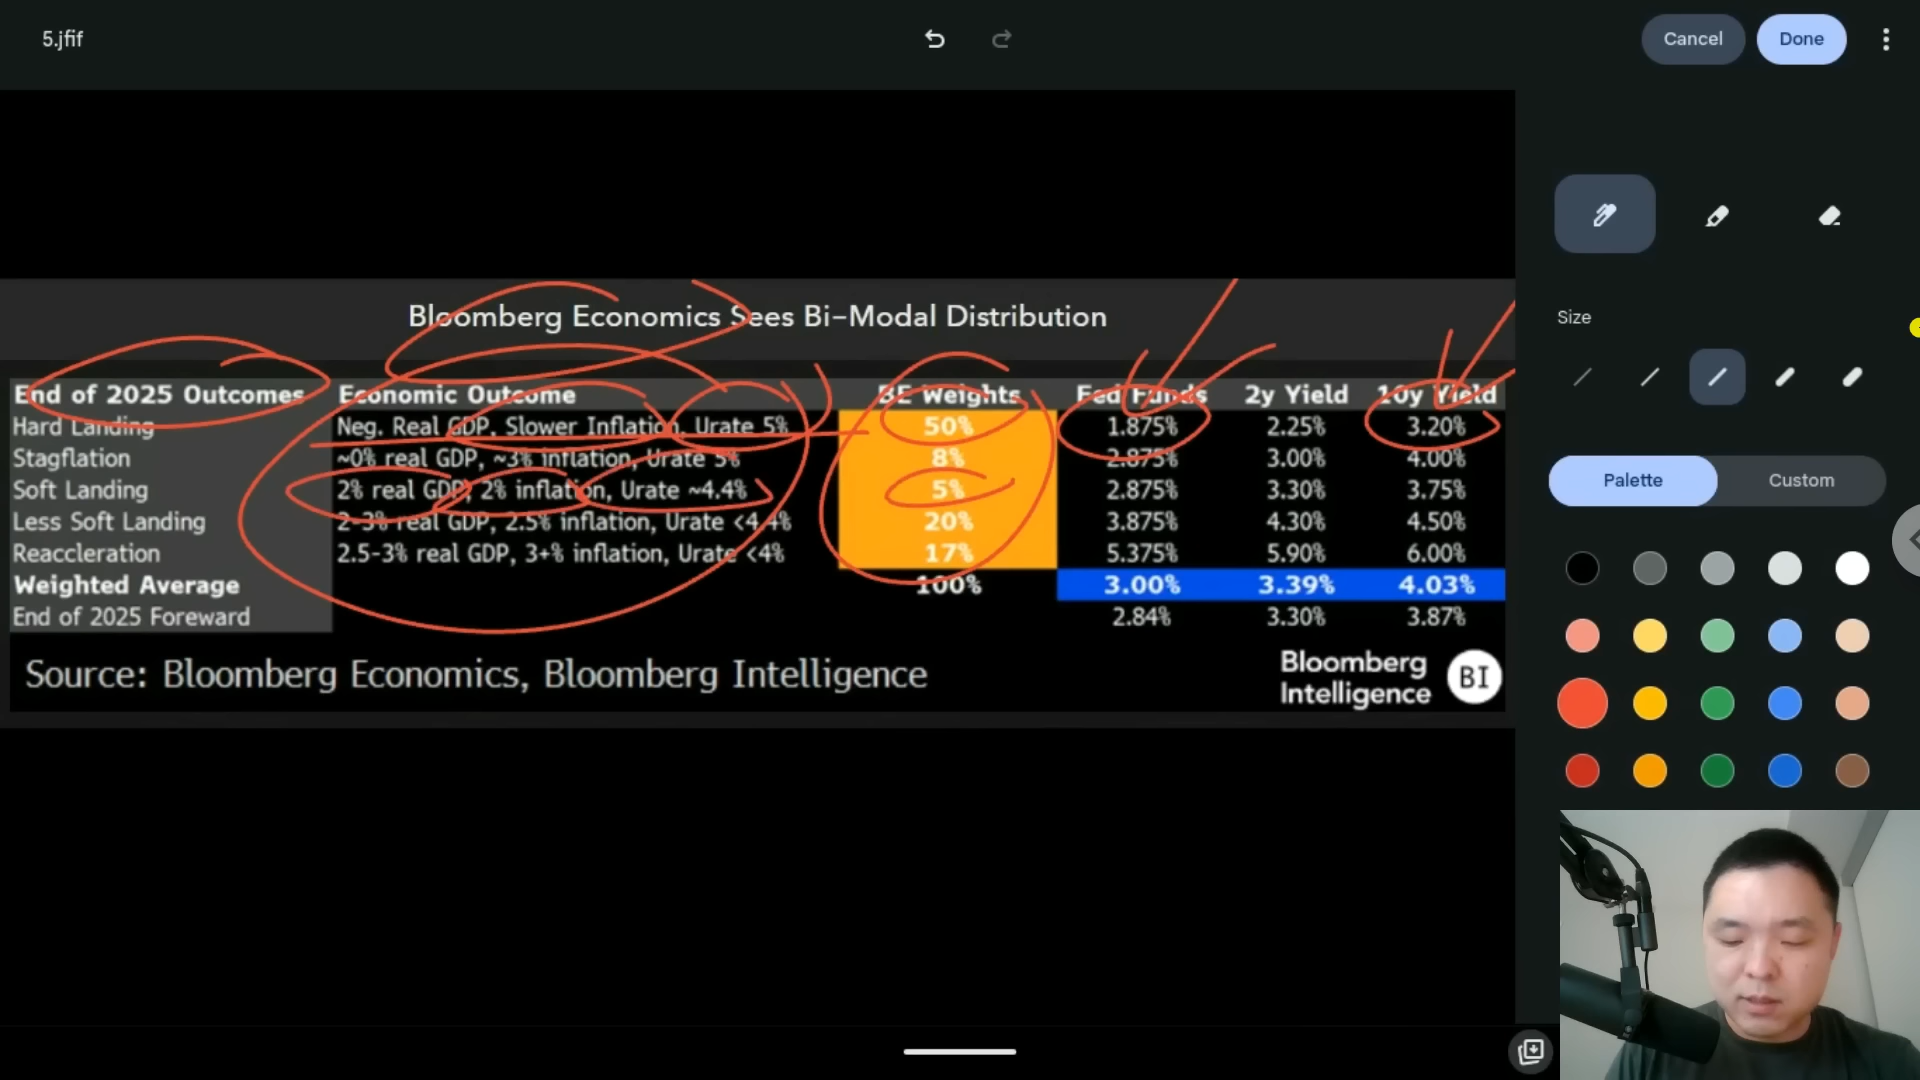 5.jfif
Cancel
Done
Bloomberg Economics Sees Bi-Modal Distribution
End of 2025 Outcomes Economic Outcome BE Weights Fed Funds 2y Yield 10y Yield
Hard Landing Neg. Real GDP, Slower Inflation, Urate 5% 50% 1.875% 2.25% 3.20%
Stagflation ~0% real GDP, ~3% inflation, Urate 5% 8% 2.875% 3.00% 4.00%
Soft Landing 2% real GDP, 2% inflation, Urate ~4.4% 5% 2.875% 3.30% 3.75%
Less Soft Landing 2-3% real GDP, 2.5% inflation, Urate <4.4% 20% 3.875% 4.30% 4.50%
Reaccleration 2.5-3% real GDP, 3+% inflation, Urate <4% 17% 5.375% 5.90% 6.00%
Weighted Average 100% 3.00% 3.39% 4.03%
End of 2025 Foreward 2.84% 3.30% 3.87%
Source: Bloomberg Economics, Bloomberg Intelligence
Bloomberg
Intelligence
BI
Size
Palette
Custom